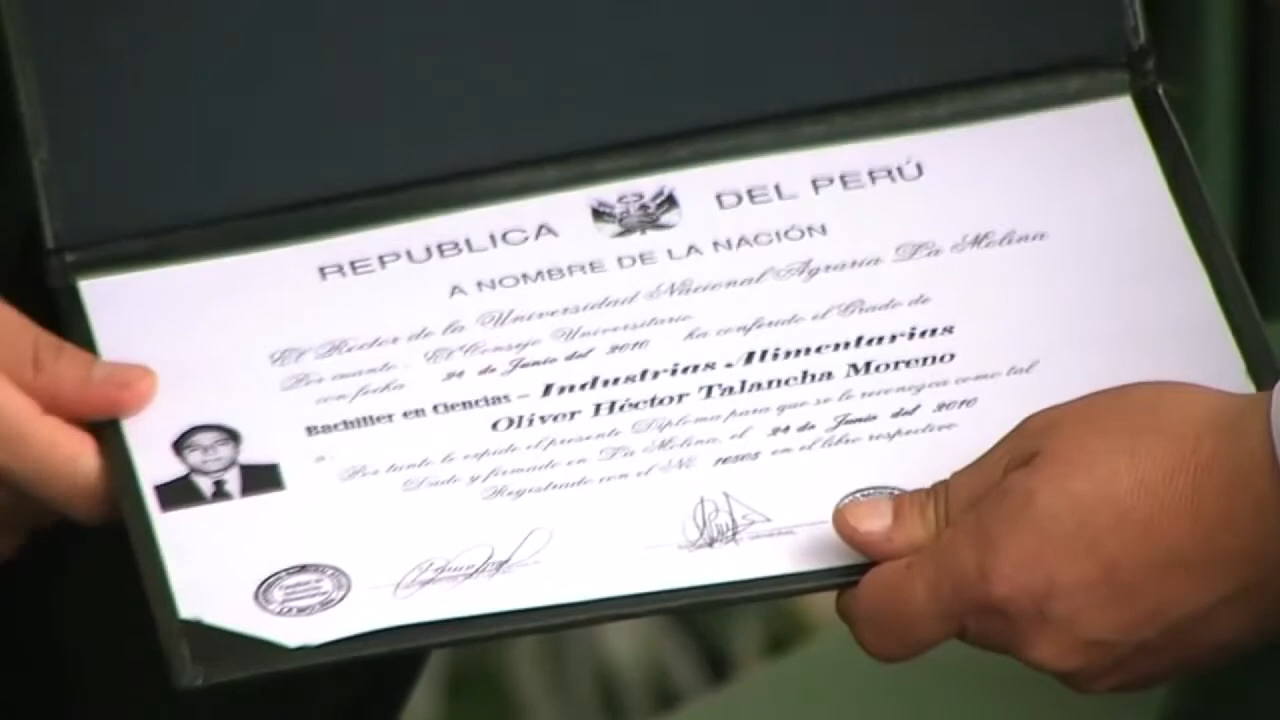 REPUBLICA DEL PERÚ
A NOMBRE DE LA NACIÓN
El Rector de la Universidad Nacional Agraria La Molina
Por cuanto: El Consejo Universitario
con fecha 24 de Junio del 2010 ha conferido el Grado de
Bachiller en Ciencias - Industrias Alimentarias
a: Oliver Héctor Talancha Moreno
Por tanto le expide el presente Diploma para que se le reconozca como tal
Dado y firmado en La Molina, el 24 de Junio del 2010
Registrado con el Nº en el libro respectivo